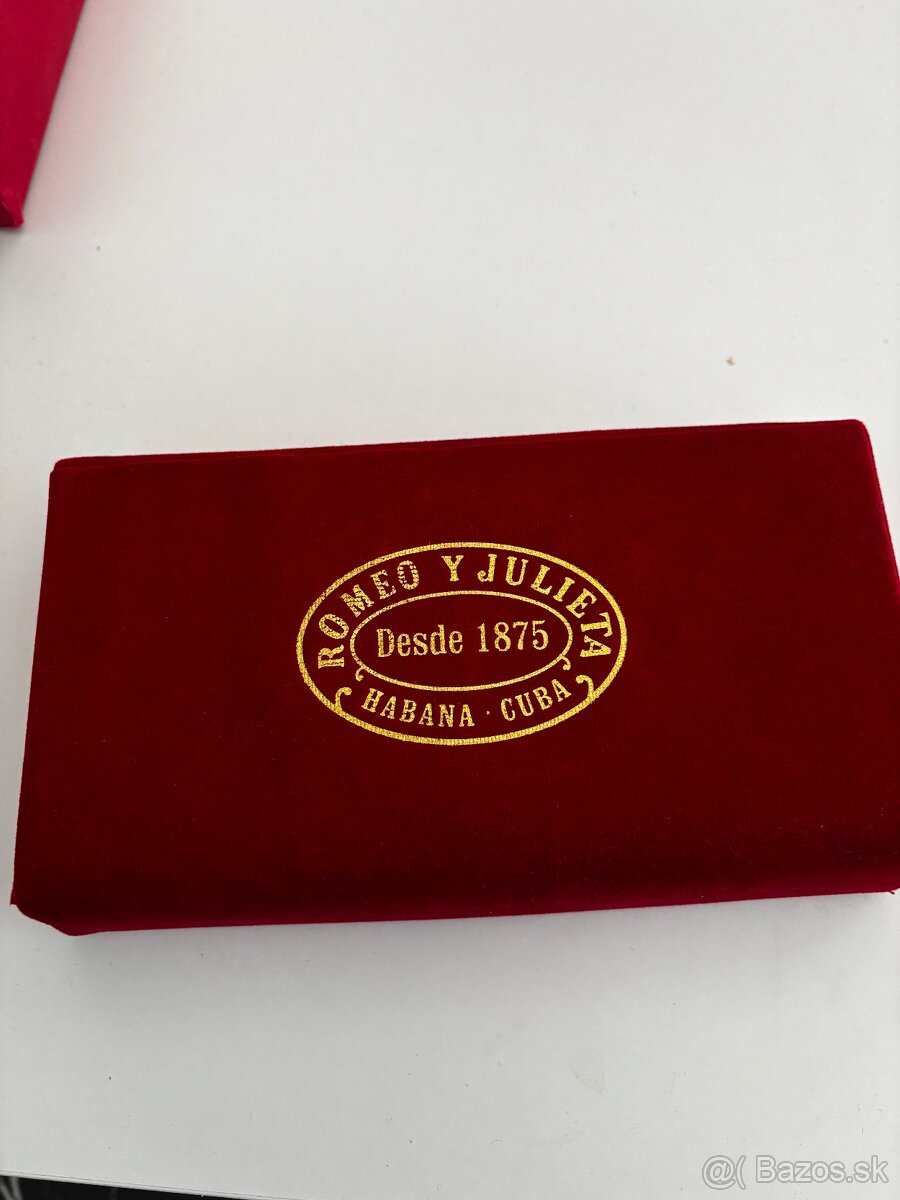 ROMEO Y JULIETA
Desde 1875
HABANA · CUBA
@( Bazos.sk